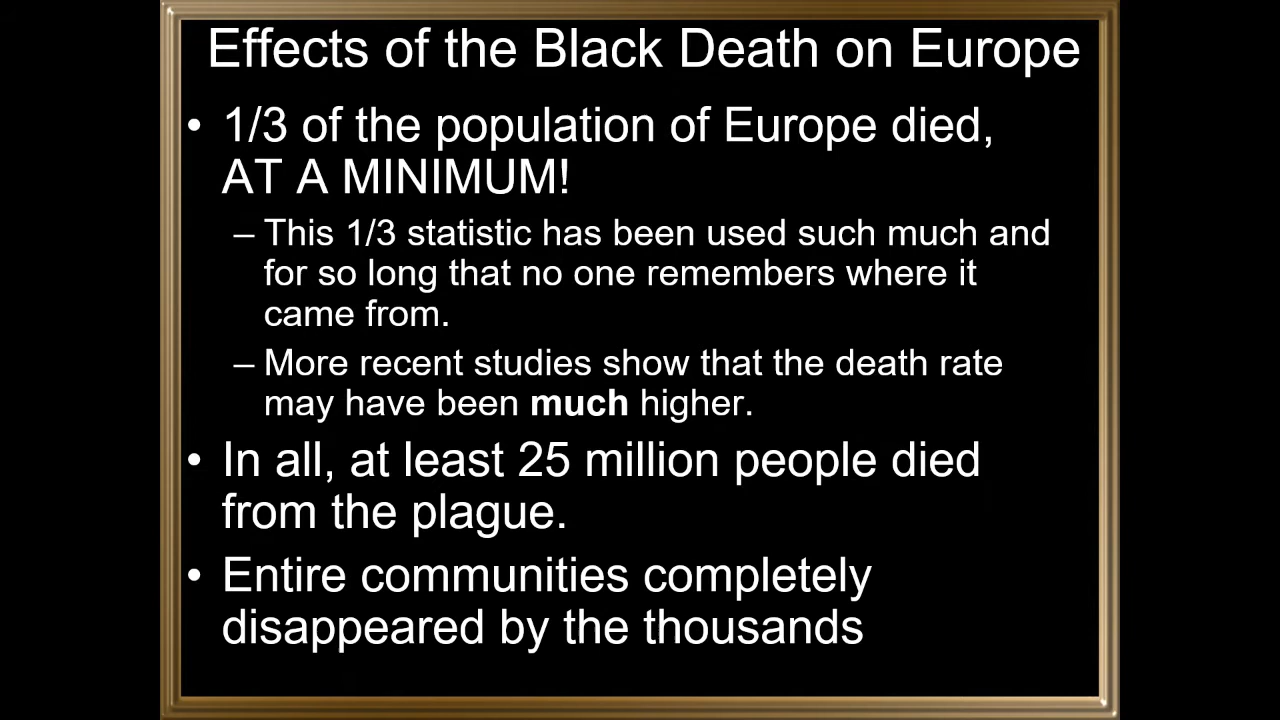 Effects of the Black Death on Europe
• 1/3 of the population of Europe died,
AT A MINIMUM!
– This 1/3 statistic has been used such much and
for so long that no one remembers where it
came from.
– More recent studies show that the death rate
may have been much higher.
• In all, at least 25 million people died
from the plague.
• Entire communities completely
disappeared by the thousands